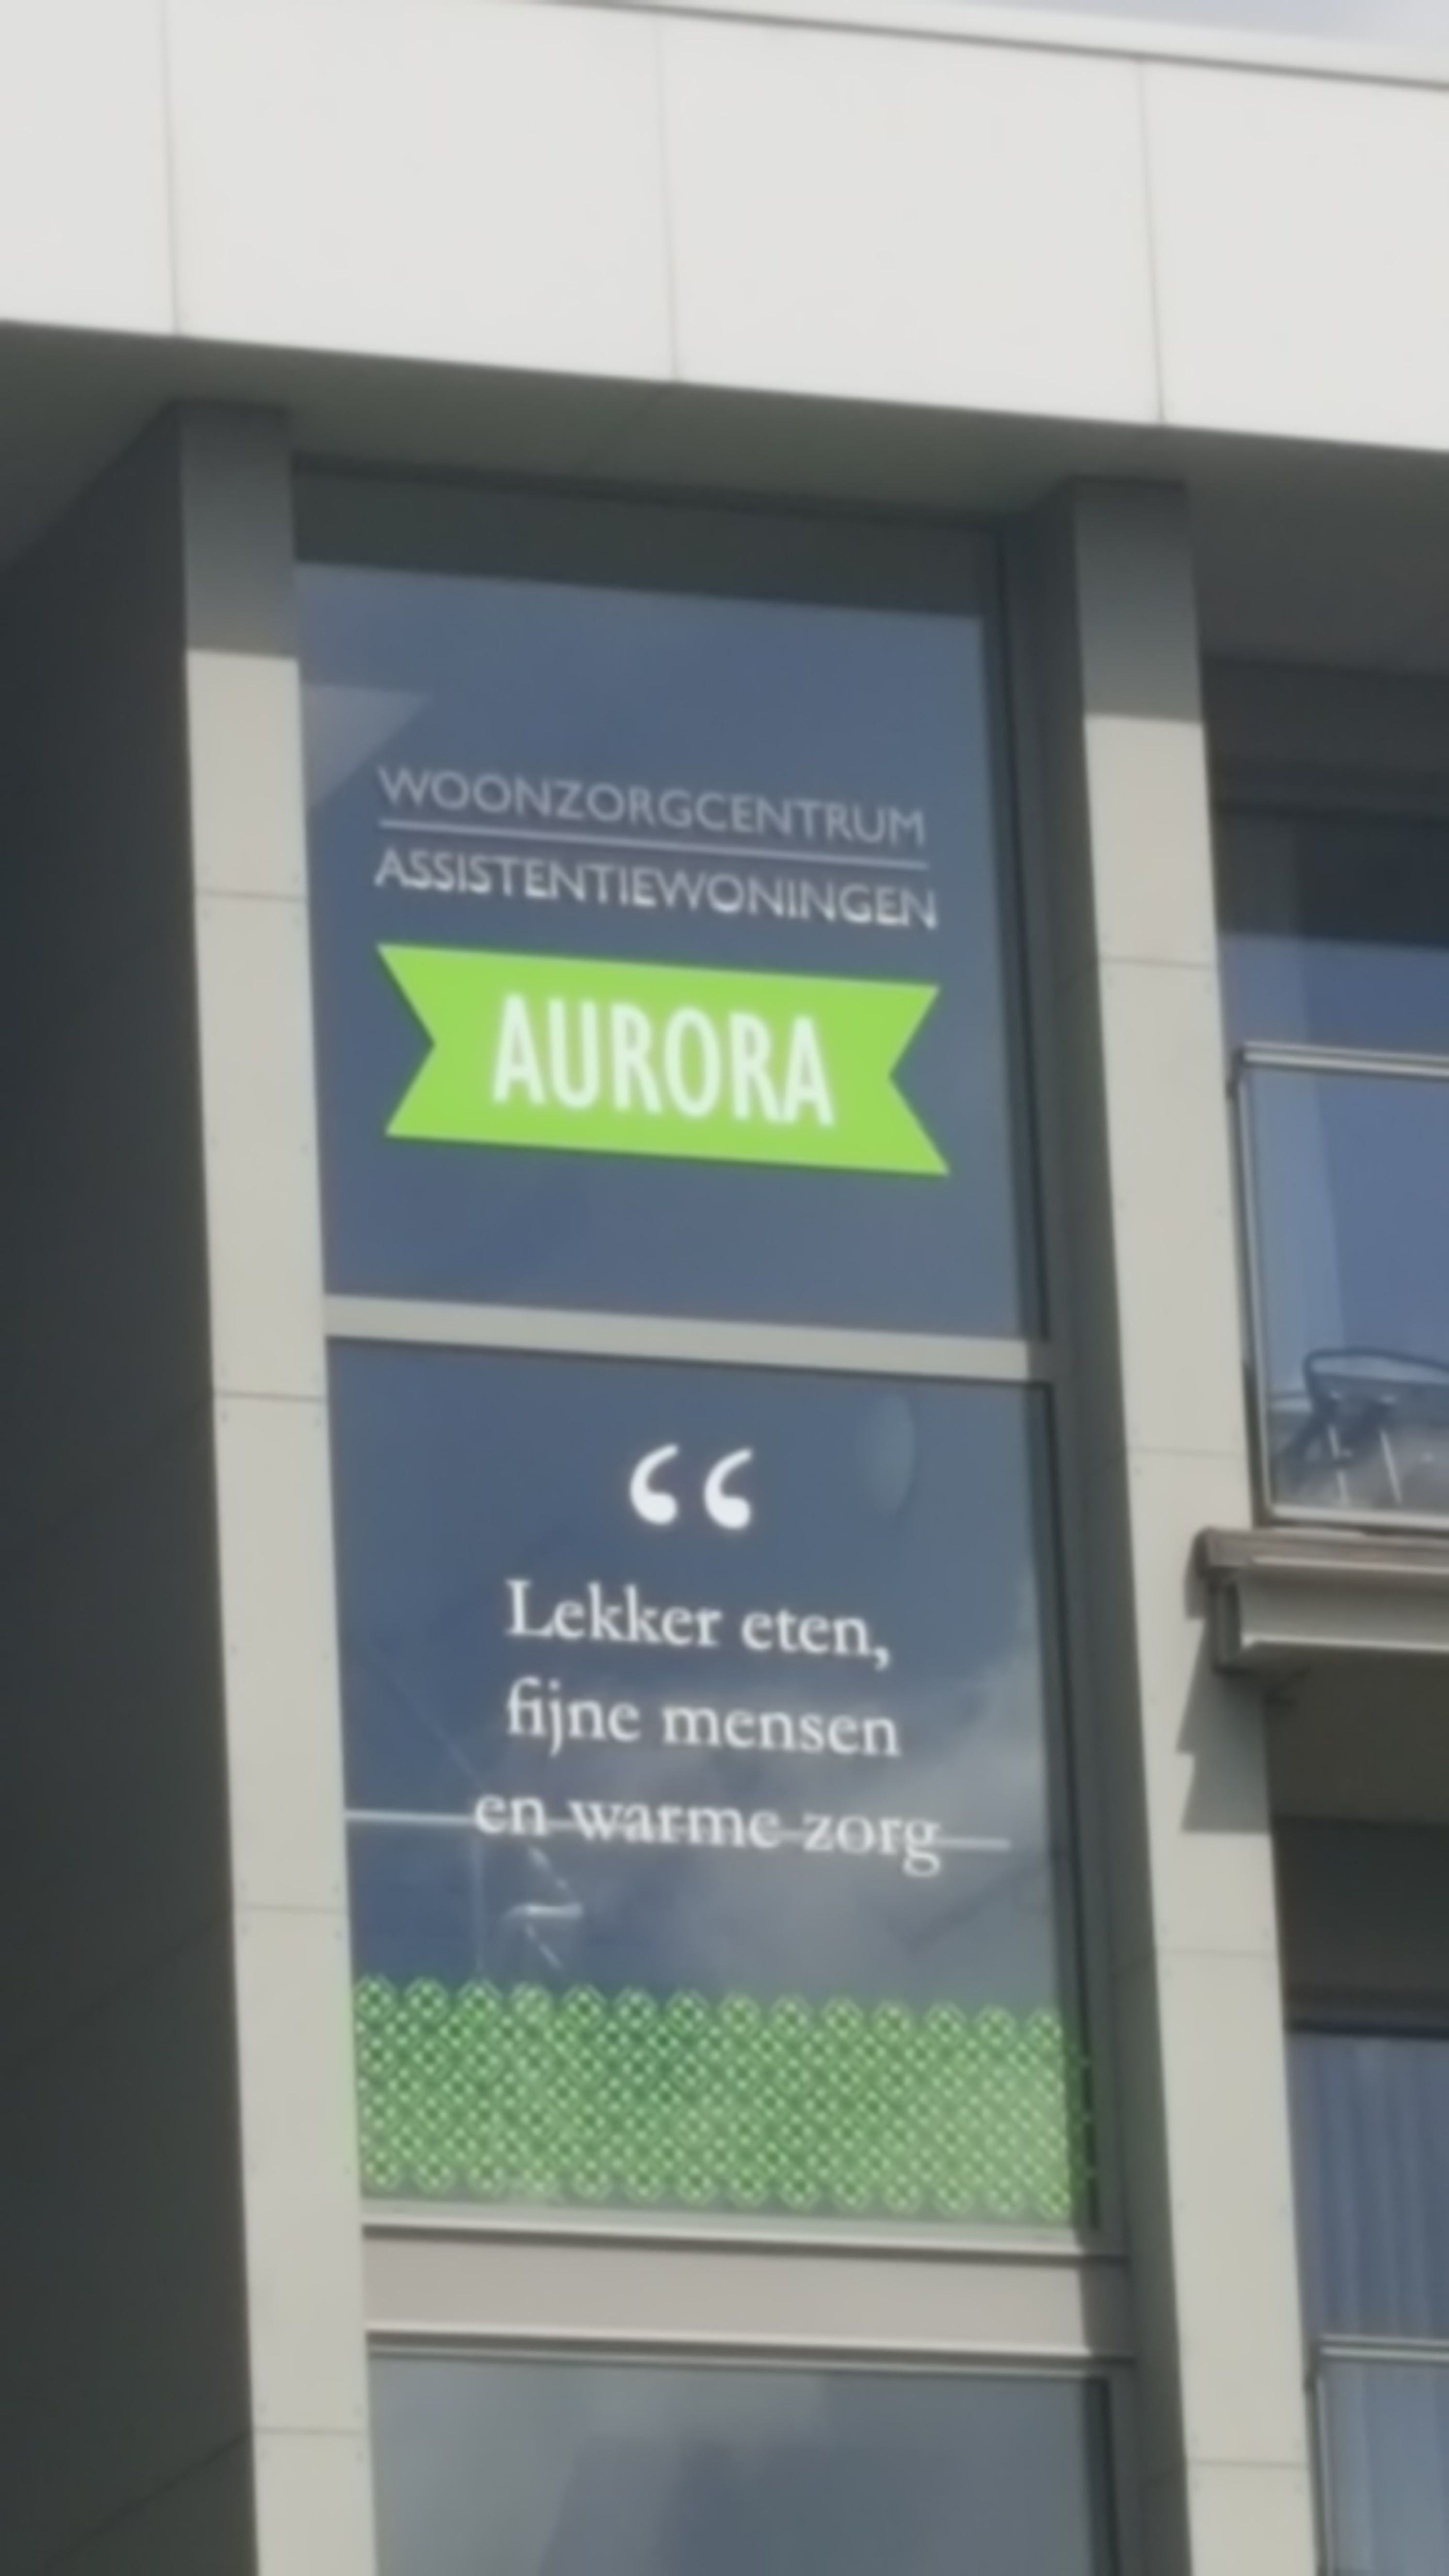 WOONZORGCENTRUM
ASSISTENTIEWONINGEN
AURORA
“
Lekker eten,
fijne mensen
en warme zorg